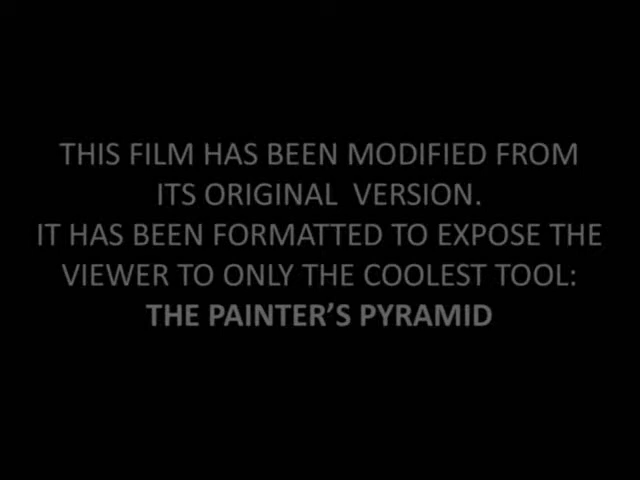 THIS FILM HAS BEEN MODIFIED FROM
ITS ORIGINAL  VERSION.
IT HAS BEEN FORMATTED TO EXPOSE THE
VIEWER TO ONLY THE COOLEST TOOL:
THE PAINTER’S PYRAMID